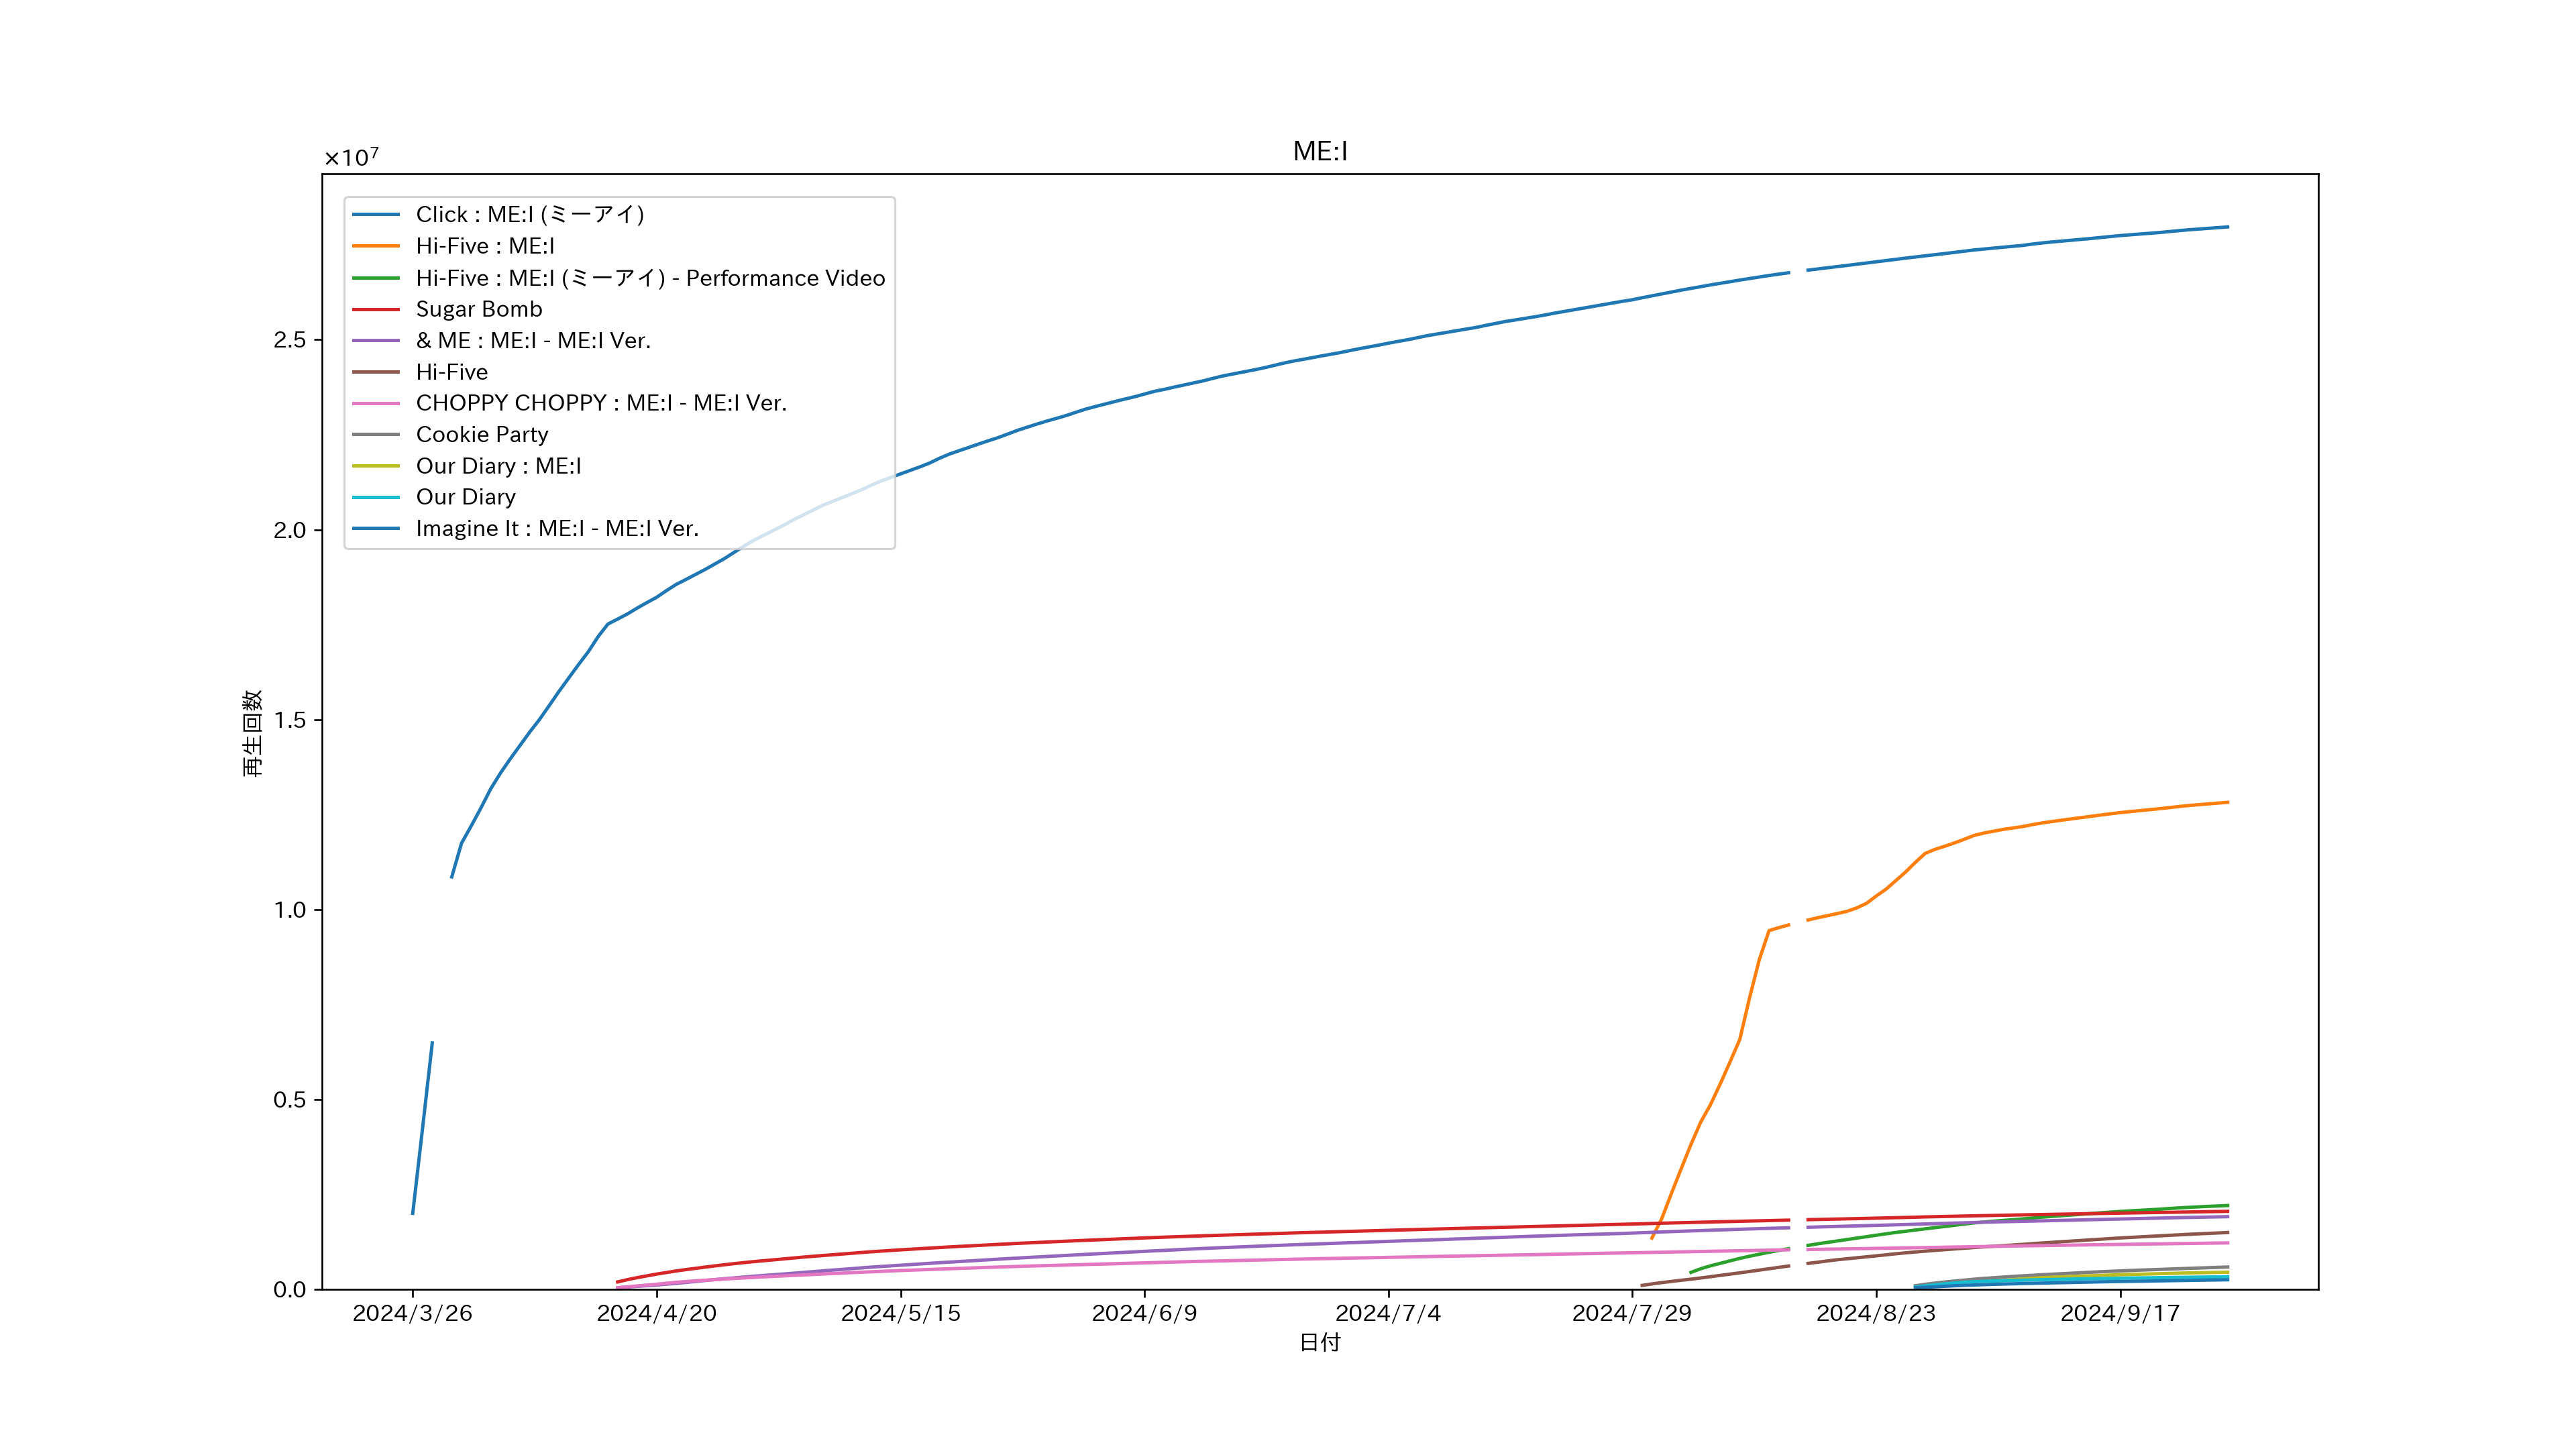 ME:I
×10⁷
Click : ME:I (ミーアイ)
Hi-Five : ME:I
Hi-Five : ME:I (ミーアイ) - Performance Video
Sugar Bomb
& ME : ME:I - ME:I Ver.
Hi-Five
CHOPPY CHOPPY : ME:I - ME:I Ver.
Cookie Party
Our Diary : ME:I
Our Diary
Imagine It : ME:I - ME:I Ver.
再生回数
2.5
2.0
1.5
1.0
0.5
0.0
2024/3/26 2024/4/20 2024/5/15 2024/6/9 2024/7/4 2024/7/29 2024/8/23 2024/9/17
日付